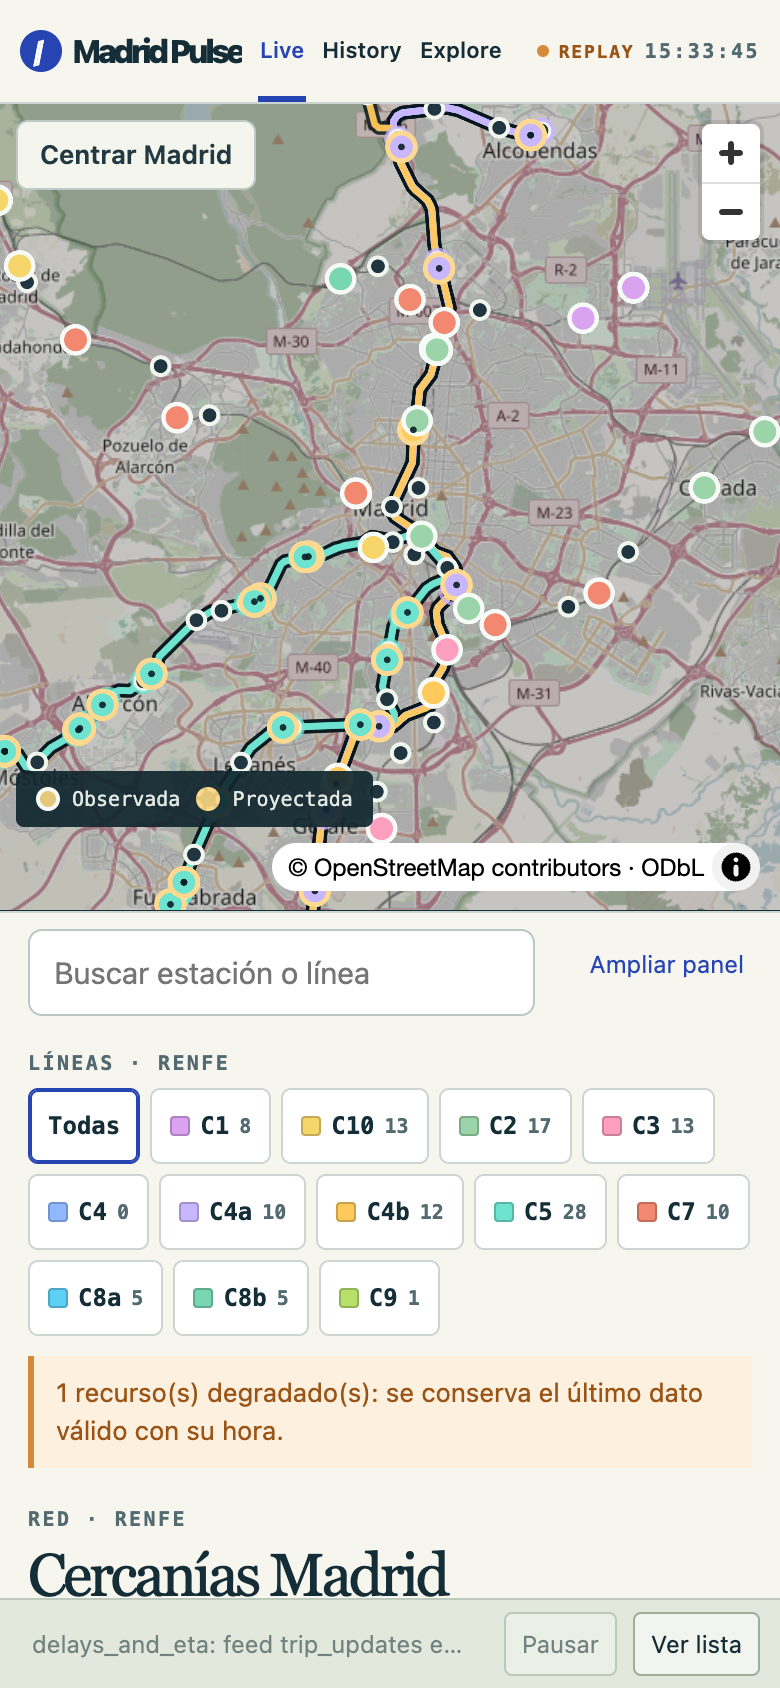 Madrid Pulse
Live
History
Explore
REPLAY 15:33:45
Centrar Madrid
Alcobendas
R-2
de Jara
M-30
M-11
A-2
Pozuelo de
Alarcón
Madrid
M-23
M-40
M-31
Rivas-Vacia
Observada
Proyectada
© OpenStreetMap contributors · ODbL
Buscar estación o línea
Ampliar panel
LÍNEAS · RENFE
Todas
C1 8
C10 13
C2 17
C3 13
C4 0
C4a 10
C4b 12
C5 28
C7 10
C8a 5
C8b 5
C9 1
1 recurso(s) degradado(s): se conserva el último dato
válido con su hora.
RED · RENFE
Cercanías Madrid
delays_and_eta: feed trip_updates e...
Pausar
Ver lista